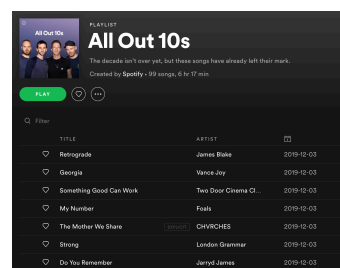 All Out 10s
PLAYLIST
All Out 10s
The decade isn't over yet, but these songs have already left their mark.
Created by Spotify • 99 songs, 6 hr 17 min
PLAY
Filter
TITLE ARTIST
Retrograde James Blake 2019-12-03
Georgia Vance Joy 2019-12-03
Something Good Can Work Two Door Cinema Cl... 2019-12-03
My Number Foals 2019-12-03
The Mother We Share EXPLICIT CHVRCHES 2019-12-03
Strong London Grammar 2019-12-03
Do You Remember Jarryd James 2019-12-03